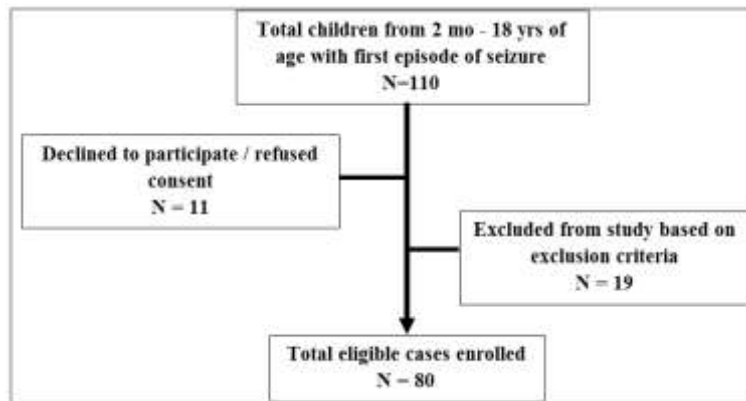 Total children from 2 mo - 18 yrs of
age with first episode of seizure
N=110
Declined to participate / refused
consent
N = 11
Excluded from study based on
exclusion criteria
N = 19
Total eligible cases enrolled
N = 80